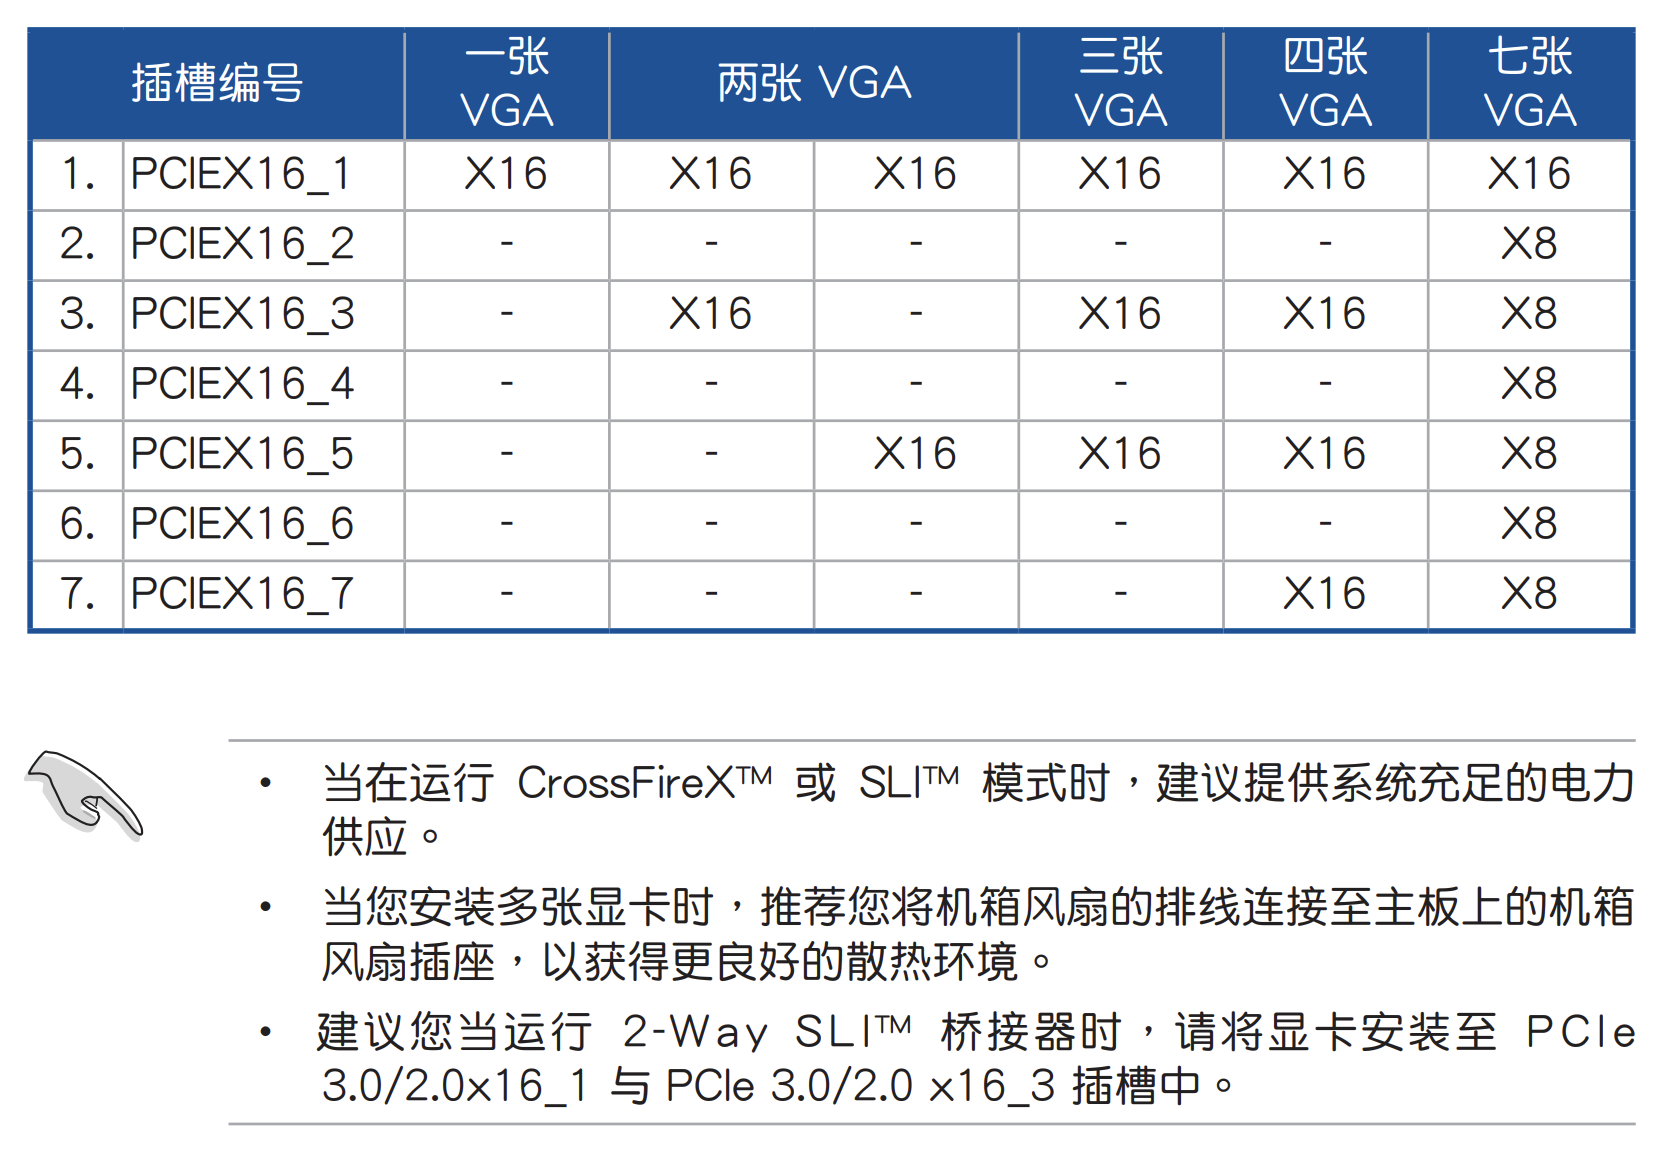 插槽编号 一张 VGA 两张 VGA 三张 VGA 四张 VGA 七张 VGA
1. PCIEX16_1 X16 X16 X16 X16 X16 X16
2. PCIEX16_2 - - - - - X8
3. PCIEX16_3 - X16 - X16 X16 X8
4. PCIEX16_4 - - - - - X8
5. PCIEX16_5 - - X16 X16 X16 X8
6. PCIEX16_6 - - - - - X8
7. PCIEX16_7 - - - - X16 X8
• 当在运行 CrossFireX™ 或 SLI™ 模式时，建议提供系统充足的电力
供应。
• 当您安装多张显卡时，推荐您将机箱风扇的排线连接至主板上的机箱
风扇插座，以获得更良好的散热环境。
• 建议您当运行 2-Way SLI™ 桥接器时，请将显卡安装至 PCIe
3.0/2.0x16_1 与 PCIe 3.0/2.0 x16_3 插槽中。